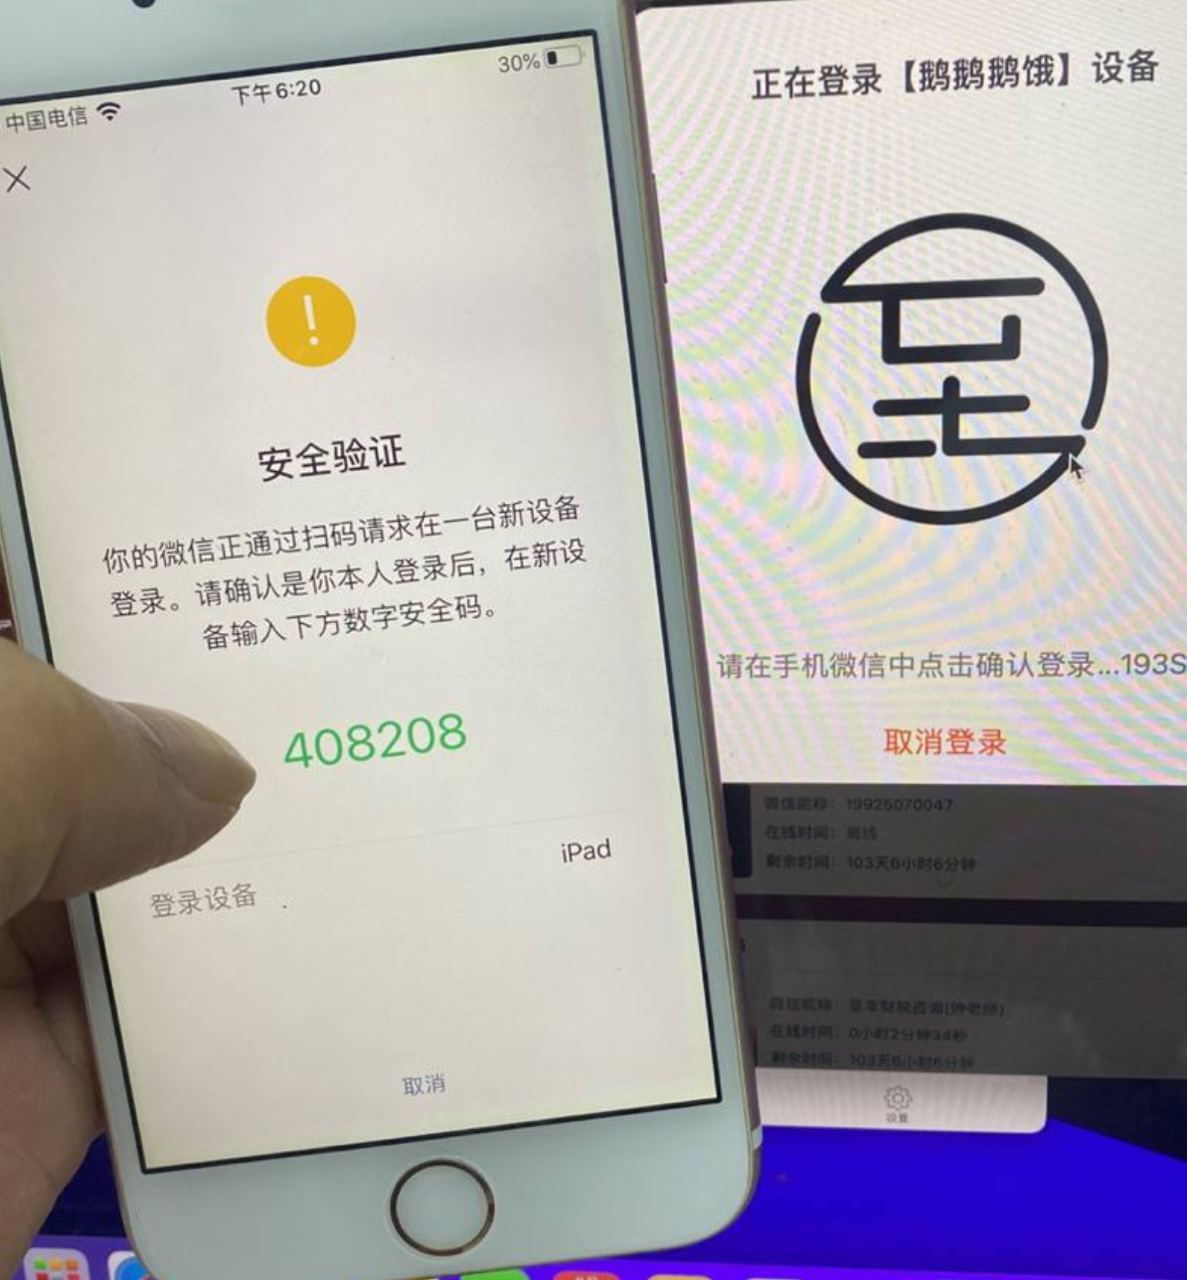 中国电信
下午6:20
30%
安全验证
你的微信正通过扫码请求在一台新设备
登录。请确认是你本人登录后，在新设
备输入下方数字安全码。
408208
登录设备
iPad
取消
正在登录【鹅鹅鹅饿】设备
请在手机微信中点击确认登录...193S
取消登录
微信昵称：19925070047
在线时间：离线
剩余时间：103天6小时6分钟
微信昵称：至幸财税咨询(钟老师)
在线时间：0小时2分钟34秒
剩余时间：103天6小时6分钟
设置